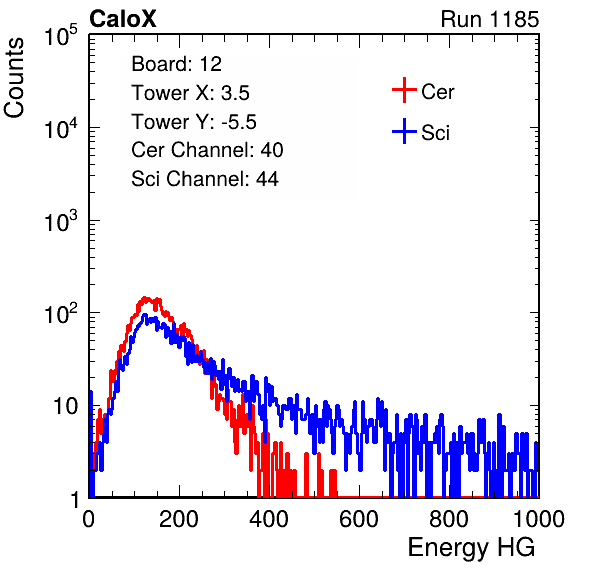 CaloX Run 1185
Counts
10^5
10^4
10^3
10^2
10
1
Board: 12
Tower X: 3.5
Tower Y: -5.5
Cer Channel: 40
Sci Channel: 44
Cer
Sci
0 200 400 600 800 1000
Energy HG